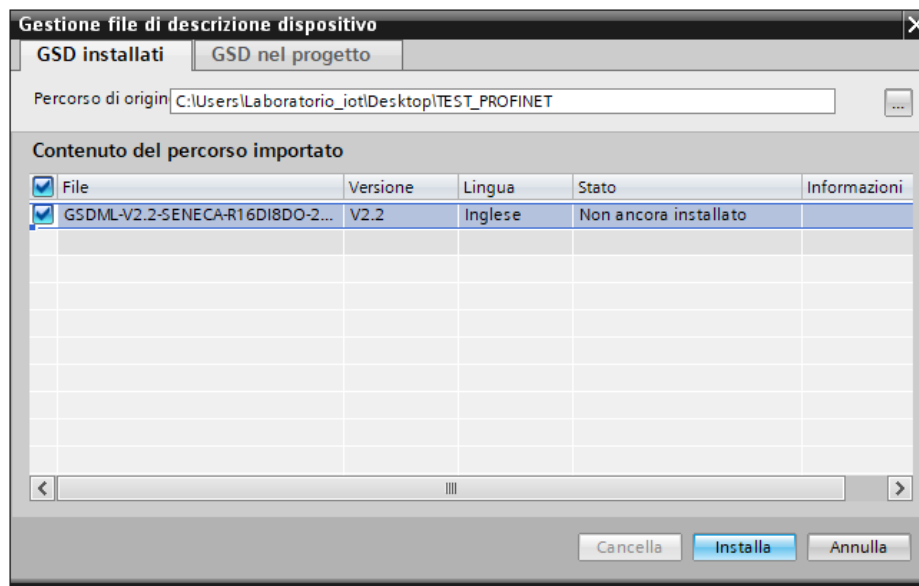 Gestione file di descrizione dispositivo
GSD installati GSD nel progetto
Percorso di origin C:\Users\Laboratorio_iot\Desktop\TEST_PROFINET ...
Contenuto del percorso importato
File Versione Lingua Stato Informazioni
GSDML-V2.2-SENECA-R16DI8DO-2... V2.2 Inglese Non ancora installato
Cancella Installa Annulla